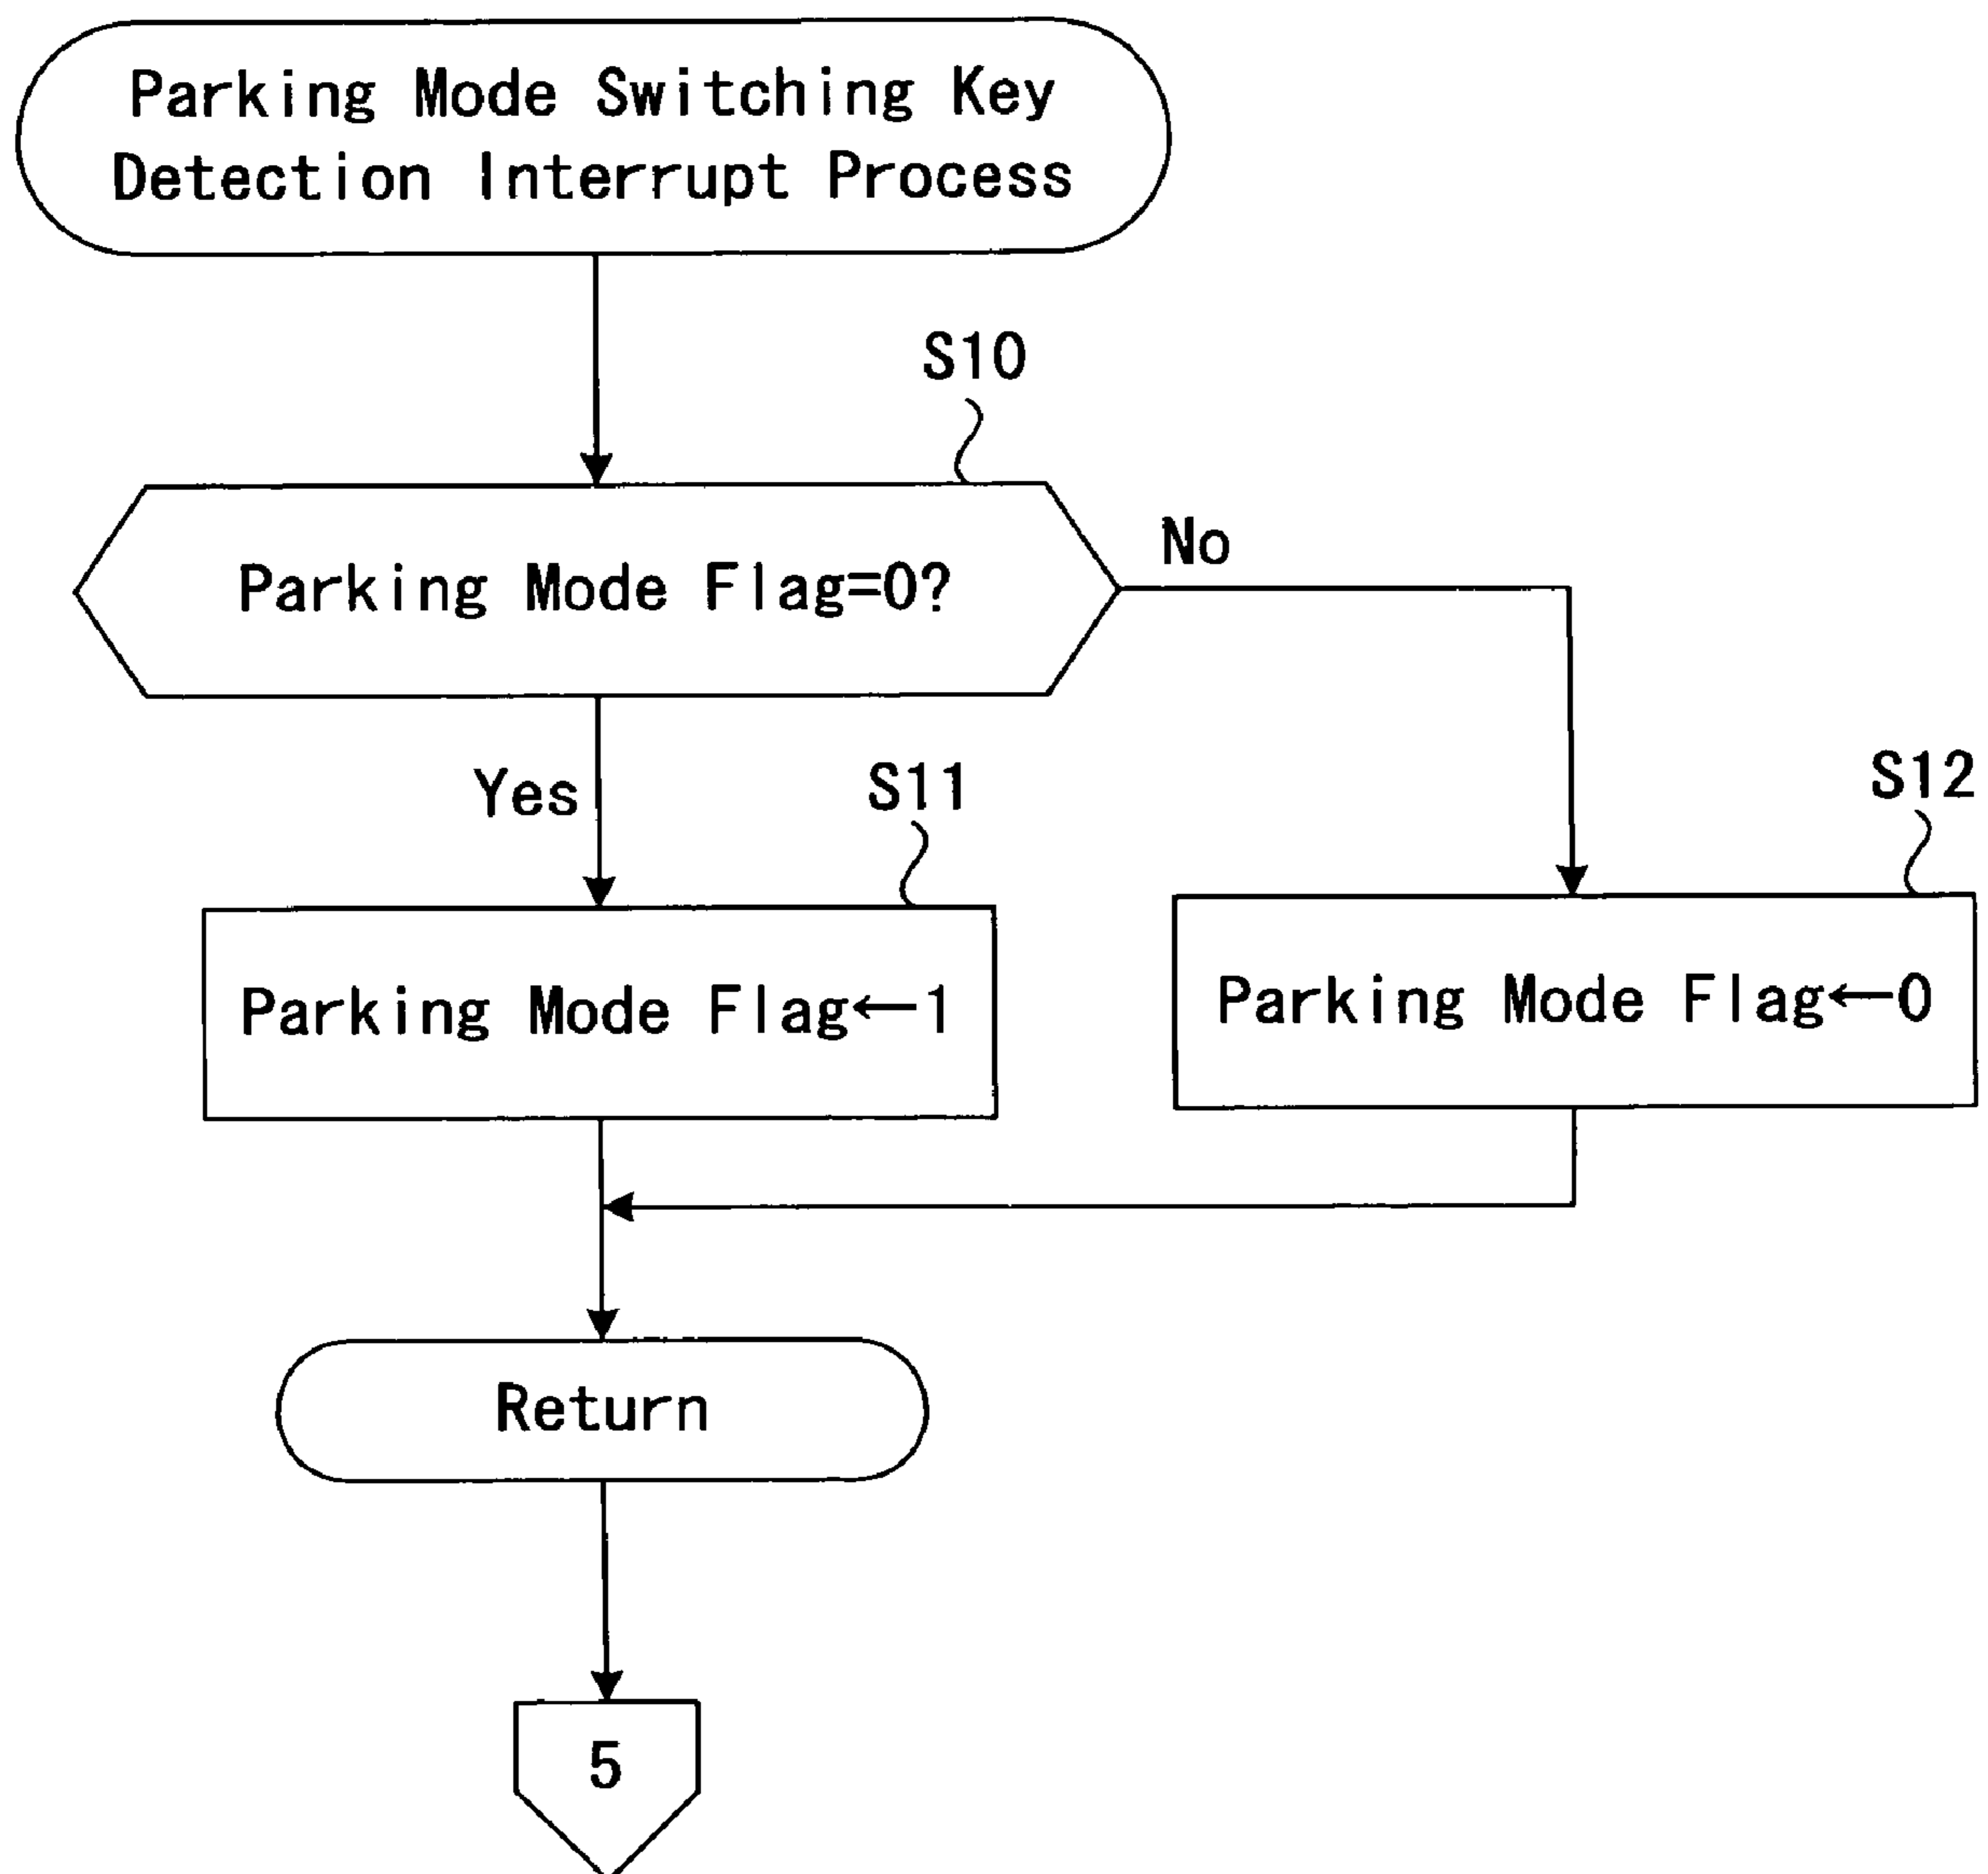 Parking Mode Switching Key
Detection Interrupt Process
S10
Parking Mode Flag=0?
No
Yes
S11
S12
Parking Mode Flag←1
Parking Mode Flag←0
Return
5